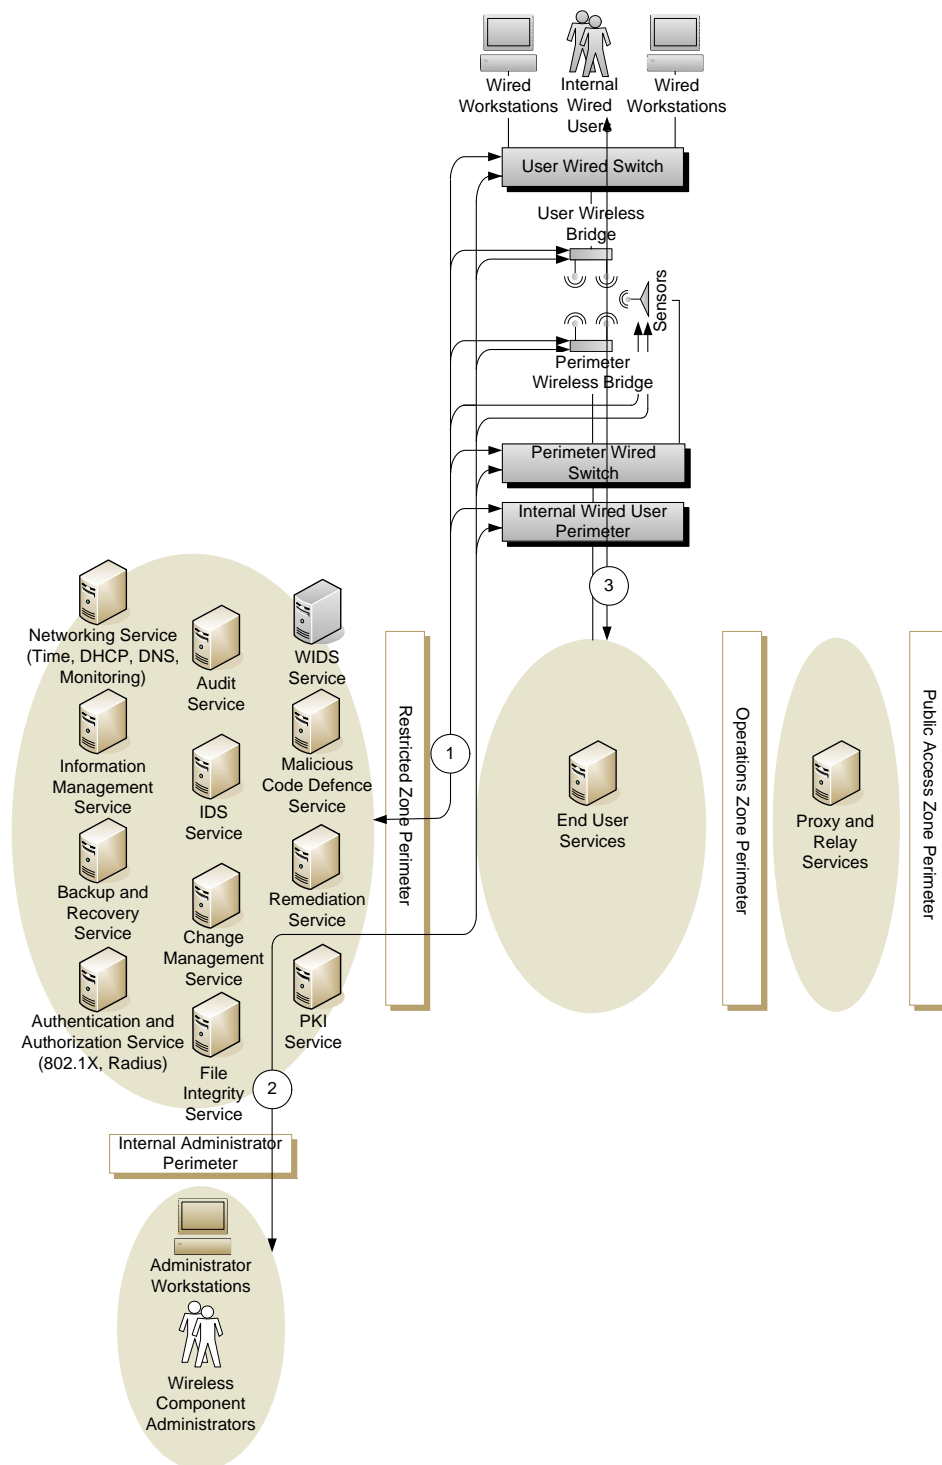 Wired
Workstations
Internal
Wired
Users
Wired
Workstations
User Wired Switch
User Wireless
Bridge
Sensors
Perimeter
Wireless Bridge
Perimeter Wired
Switch
Internal Wired User
Perimeter
3
Networking Service
(Time, DHCP, DNS,
Monitoring)
Audit
Service
WIDS
Service
Information
Management
Service
IDS
Service
Malicious
Code Defence
Service
Backup and
Recovery
Service
Change
Management
Service
Remediation
Service
Authentication and
Authorization Service
(802.1X, Radius)
File
Integrity
Service
PKI
Service
Restricted Zone Perimeter
1
End User
Services
Operations Zone Perimeter
Proxy and
Relay
Services
Public Access Zone Perimeter
2
Internal Administrator
Perimeter
Administrator
Workstations
Wireless
Component
Administrators